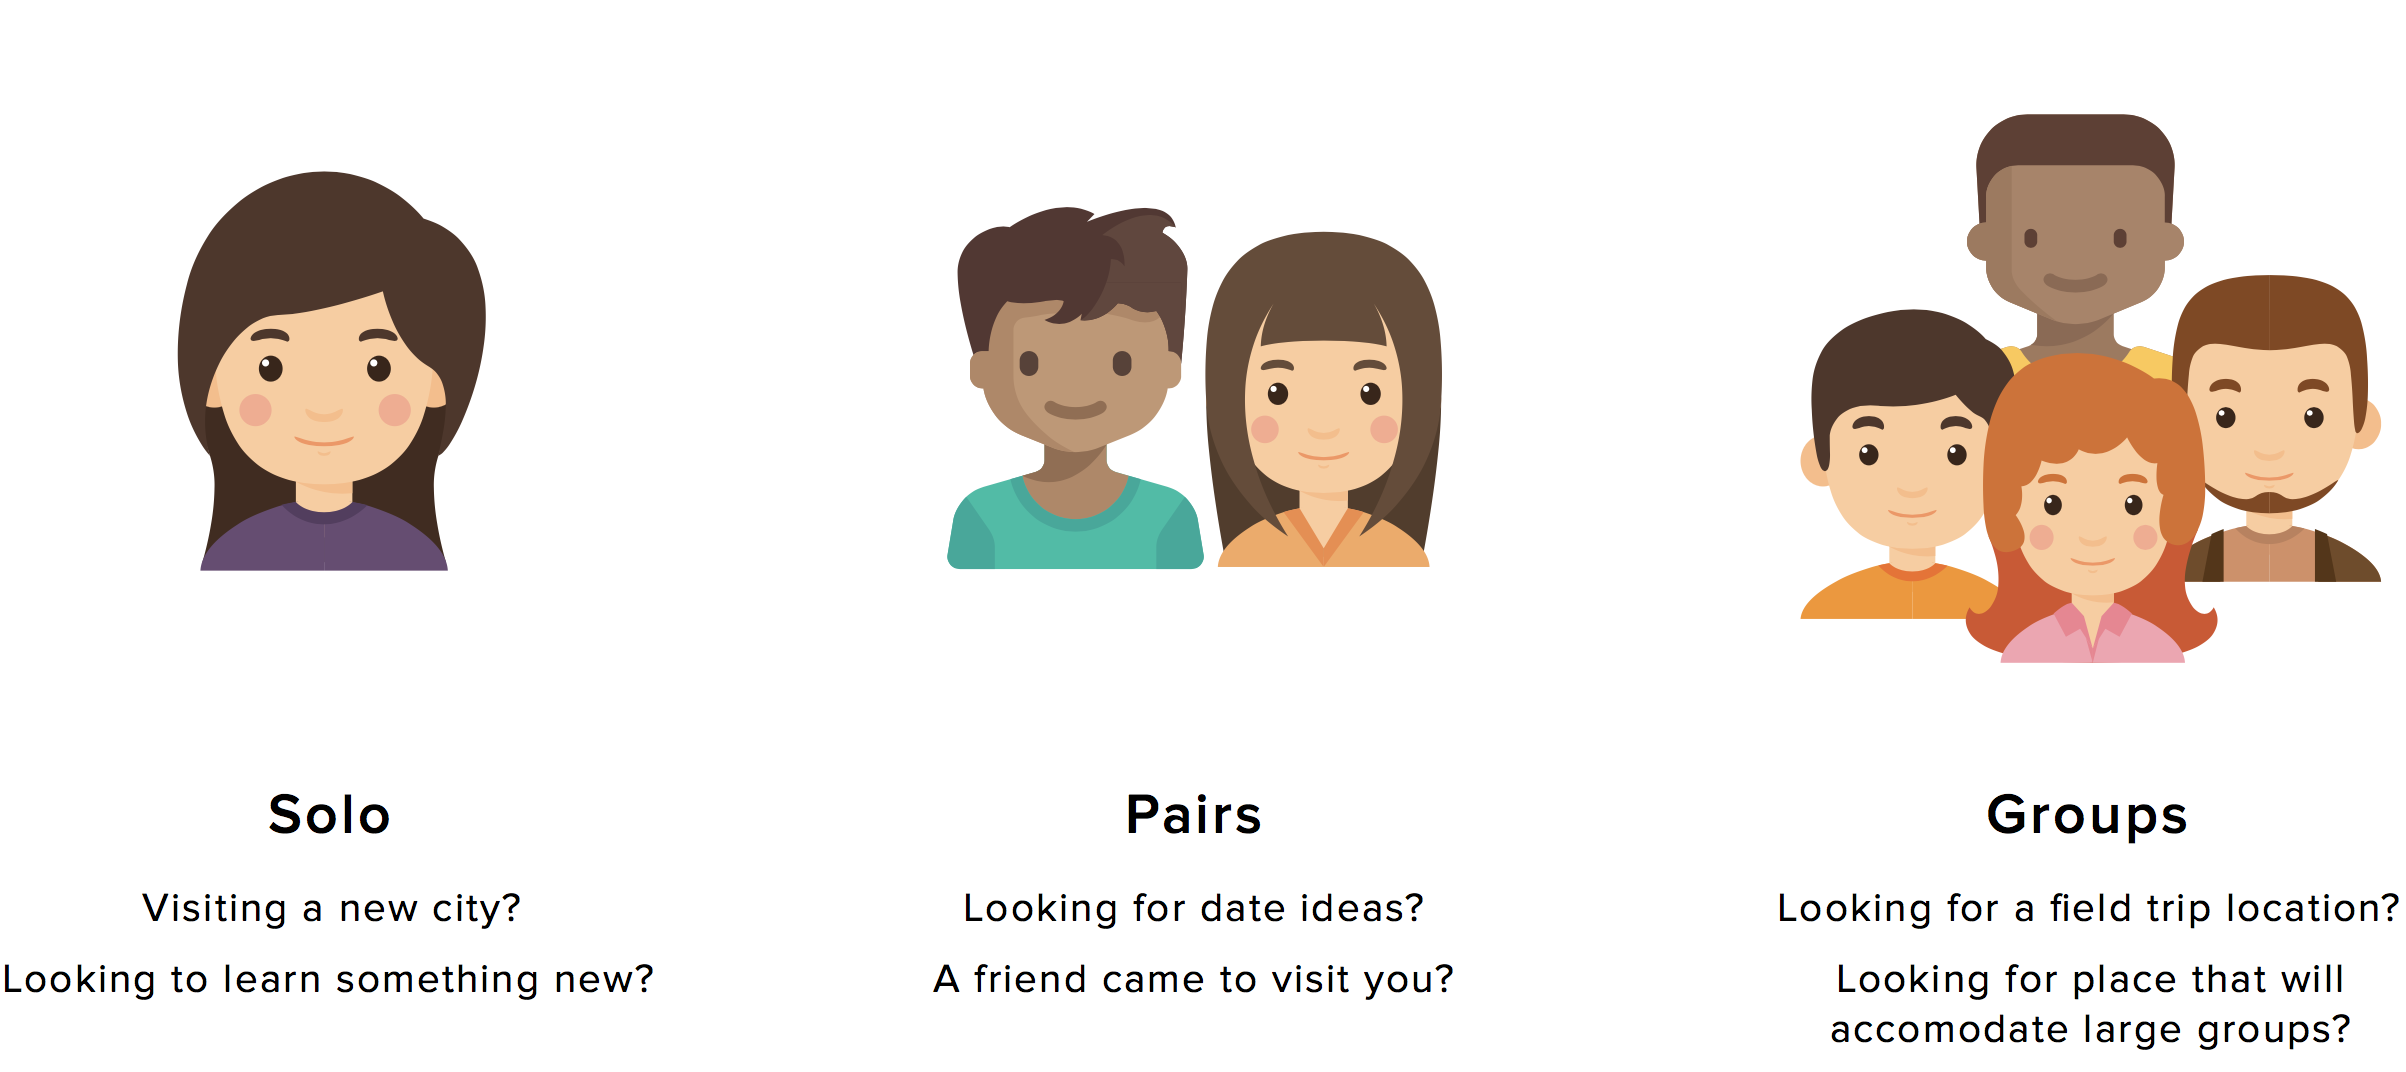 Solo
Visiting a new city?
Looking to learn something new?
Pairs
Looking for date ideas?
A friend came to visit you?
Groups
Looking for a field trip location?
Looking for place that will
accomodate large groups?